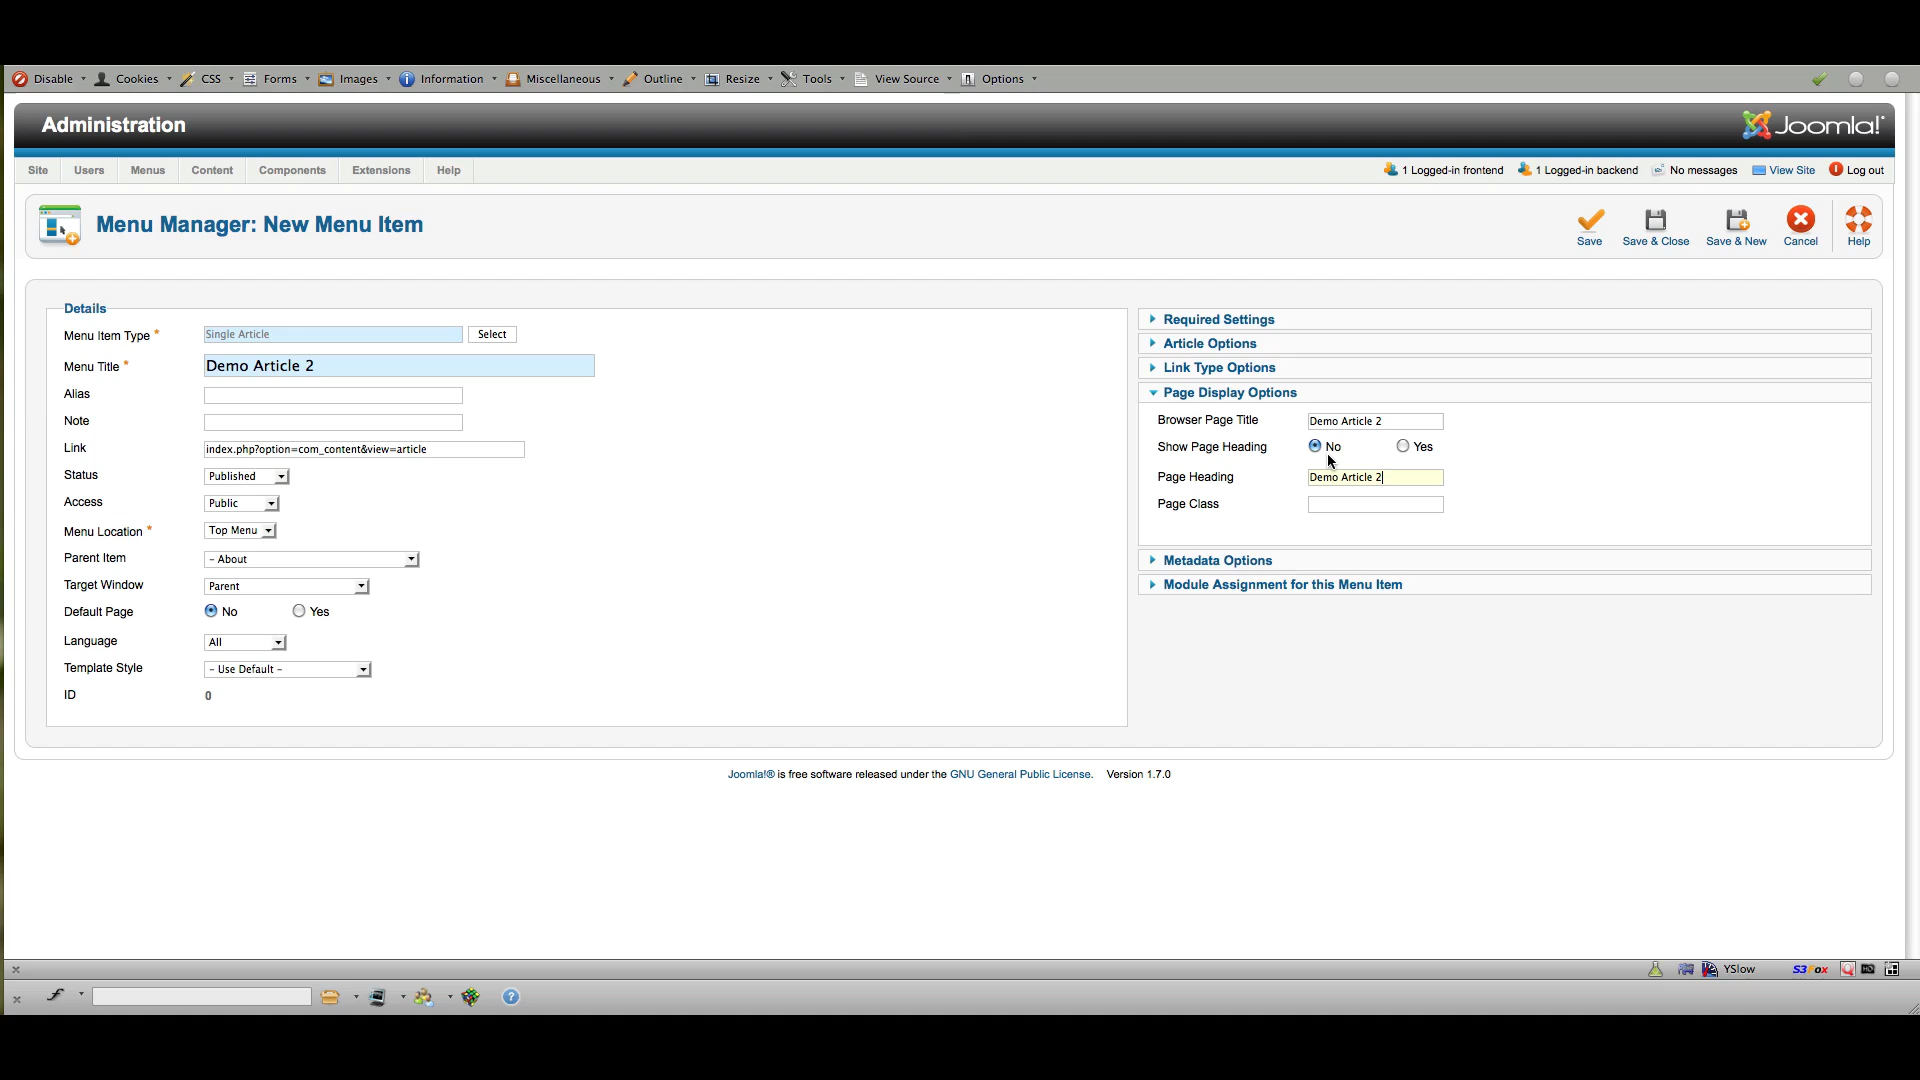 Disable Cookies CSS Forms Images Information Miscellaneous Outline Resize Tools View Source Options
Administration
Joomla!
Site Users Menus Content Components Extensions Help
1 Logged-in frontend 1 Logged-in backend No messages View Site Log out
Menu Manager: New Menu Item
Save Save & Close Save & New Cancel Help
Details
Menu Item Type * Single Article Select
Menu Title * Demo Article 2
Alias
Note
Link index.php?option=com_content&view=article
Status Published
Access Public
Menu Location * Top Menu
Parent Item - About
Target Window Parent
Default Page No Yes
Language All
Template Style - Use Default -
ID 0
Required Settings
Article Options
Link Type Options
Page Display Options
Browser Page Title Demo Article 2
Show Page Heading No Yes
Page Heading Demo Article 2
Page Class
Metadata Options
Module Assignment for this Menu Item
Joomla!® is free software released under the GNU General Public License. Version 1.7.0
YSlow S3Fox